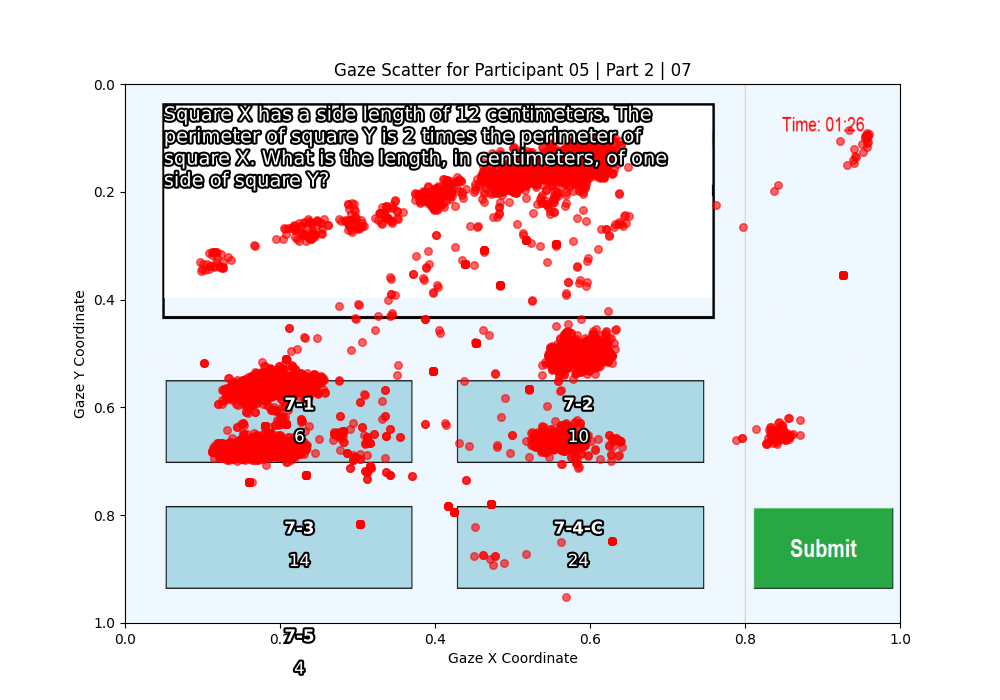 Gaze Scatter for Participant 05 | Part 2 | 07
Square X has a side length of 12 centimeters. The
perimeter of square Y is 2 times the perimeter of
square X. What is the length, in centimeters, of one
side of square Y?
Time: 01:26
7-1
6
7-2
10
7-3
14
7-4-C
24
Submit
7-5
4
0.0
0.2
0.4
0.6
0.8
1.0
Gaze Y Coordinate
0.0
0.2
0.4
0.6
0.8
1.0
Gaze X Coordinate